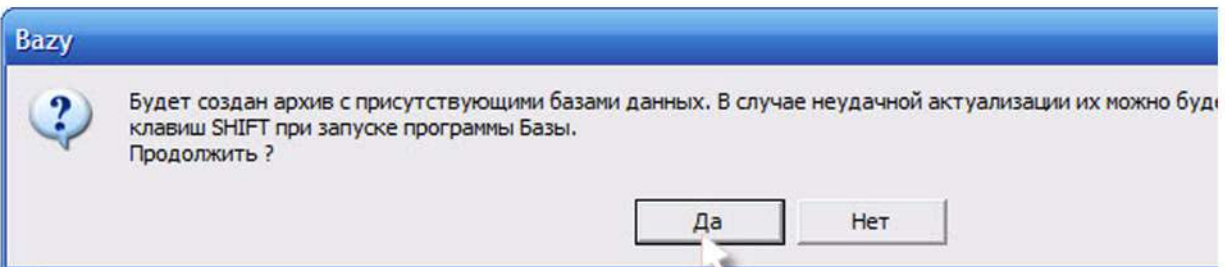 Bazy
Будет создан архив с присутствующими базами данных. В случае неудачной актуализации их можно
клавиш SHIFT при запуске программы Базы.
Продолжить ?
Да
Нет